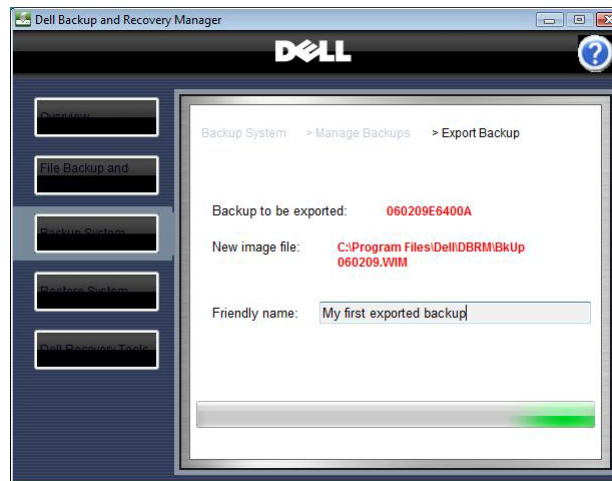 Dell Backup and Recovery Manager
DELL
?
Overview
File Backup and
Backup System > Manage Backups > Export Backup
Backup System
Restore System
Dell Recovery Tools
Backup to be exported: 060209E6400A
New image file: C:\Program Files\Dell\DBRM\BkUp
060209.WIM
Friendly name: My first exported backup